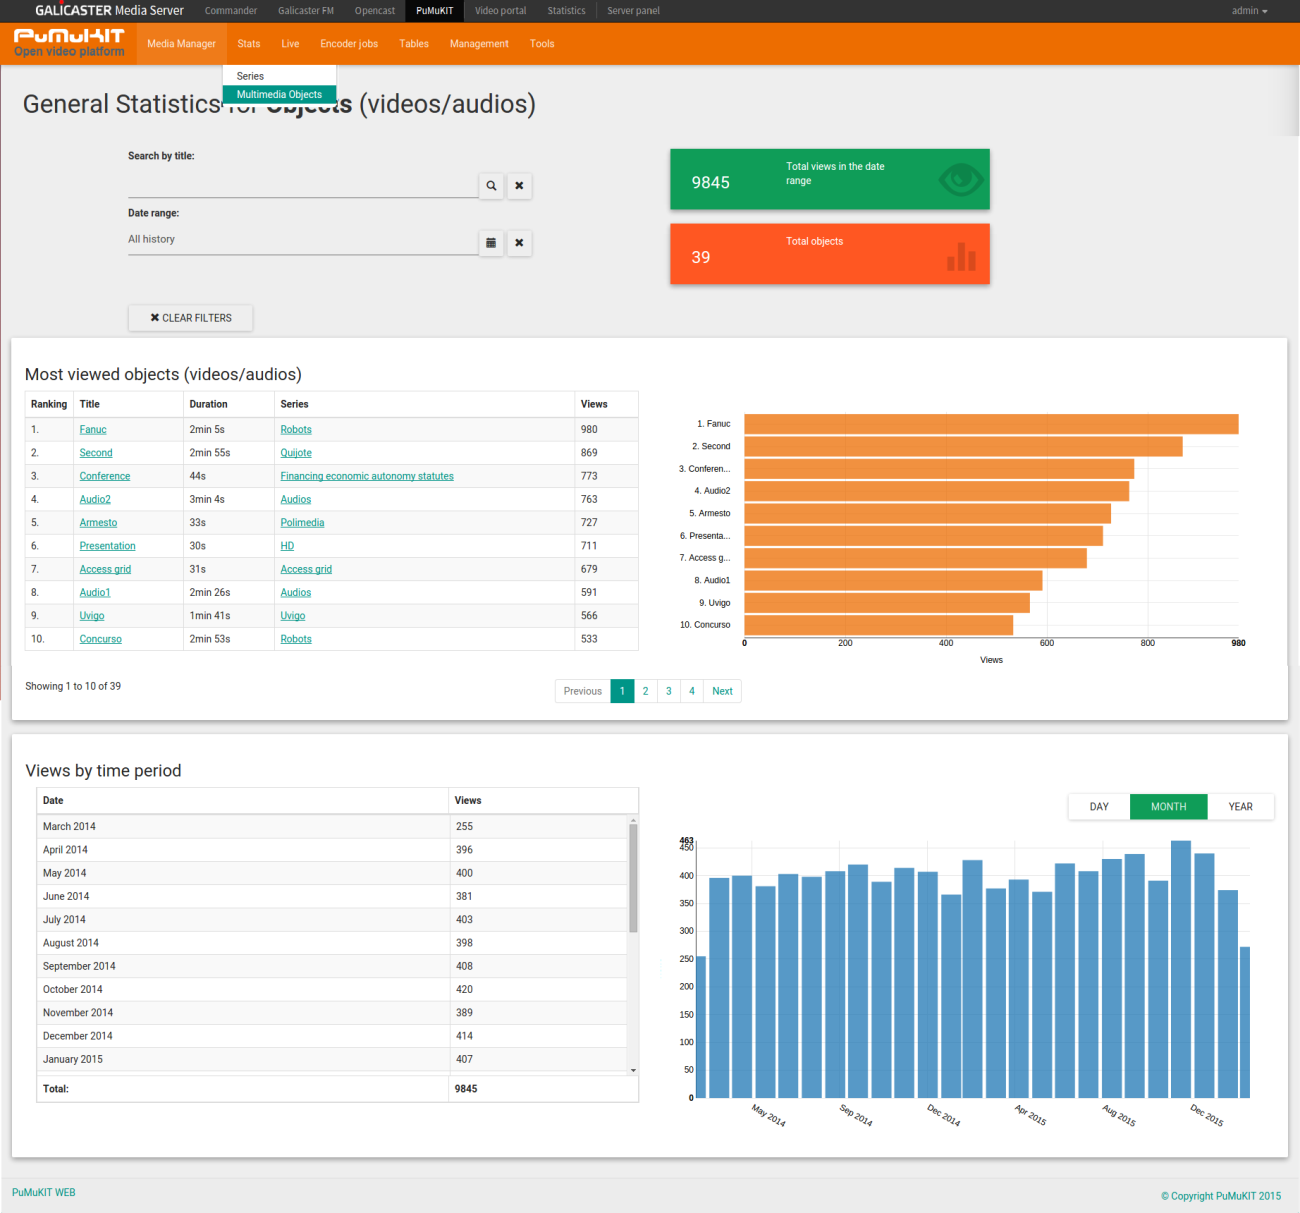 GALICASTER Media Server Commander Galicaster FM Opencast PuMuKIT Video portal Statistics Server panel admin
PuMuKIT
Open video platform
Media Manager Stats Live Encoder jobs Tables Management Tools
Series
Multimedia Objects
General Statistics for Objects (videos/audios)
Search by title:
Date range:
All history
CLEAR FILTERS
9845 Total views in the date
range
39 Total objects
Most viewed objects (videos/audios)
Ranking Title Duration Series Views
1. Fanuc 2min 5s Robots 980
2. Second 2min 55s Quijote 869
3. Conference 44s Financing economic autonomy statutes 773
4. Audio2 3min 4s Audios 763
5. Armesto 33s Polimedia 727
6. Presentation 30s HD 711
7. Access grid 31s Access grid 679
8. Audio1 2min 26s Audios 591
9. Uvigo 1min 41s Uvigo 566
10. Concurso 2min 53s Robots 533
1. Fanuc
2. Second
3. Conferen...
4. Audio2
5. Armesto
6. Presenta...
7. Access g...
8. Audio1
9. Uvigo
10. Concurso
0 200 400 600 800 980
Views
Showing 1 to 10 of 39
Previous 1 2 3 4 Next
Views by time period
Date Views
March 2014 255
April 2014 396
May 2014 400
June 2014 381
July 2014 403
August 2014 398
September 2014 408
October 2014 420
November 2014 389
December 2014 414
January 2015 407
Total: 9845
DAY MONTH YEAR
463
450
400
350
300
250
200
150
100
50
0
May 2014 Sep 2014 Dec 2014 Apr 2015 Aug 2015 Dec 2015
PuMuKIT WEB
© Copyright PuMuKIT 2015